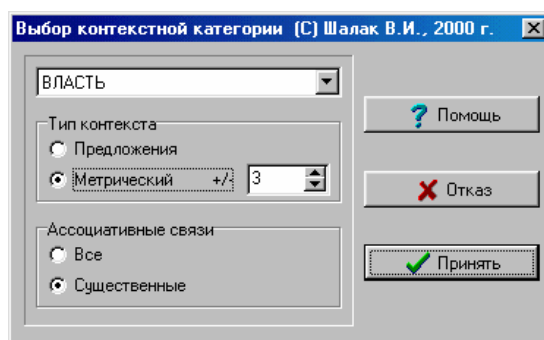 Выбор контекстной категории (C) Шалак В.И., 2000 г.
ВЛАСТЬ
Тип контекста
Предложения
Метрический +/- 3
Ассоциативные связи
Все
Существенные
Помощь
Отказ
Принять